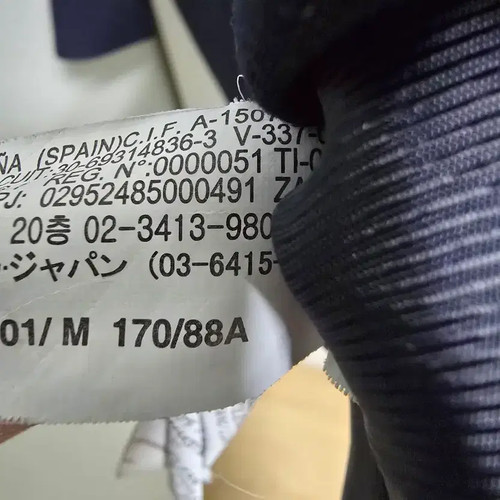 ÑA (SPAIN) C.I.F. A-150
CUIT: 30-69314836-3 V-337-
REG. N°: 0000051 TI-0
PJ: 02952485000491 ZA
20층 02-3413-980
・ジャパン (03-6415-
01/ M 170/88A